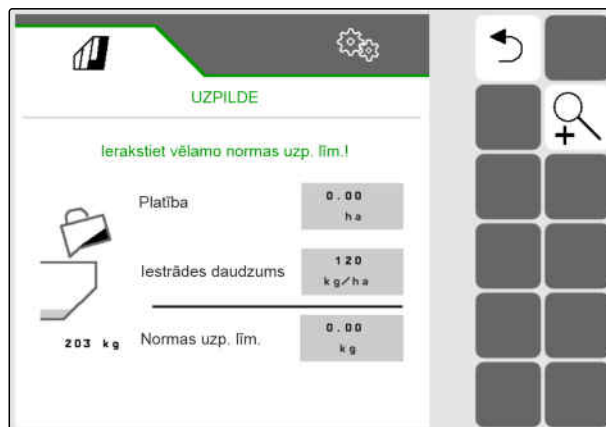 UZPILDE
Ierakstiet vēlamo normas uzp. līm.!
Platība
0.00
ha
Iestrādes daudzums
120
kg/ha
203 kg
Normas uzp. līm.
0.00
kg